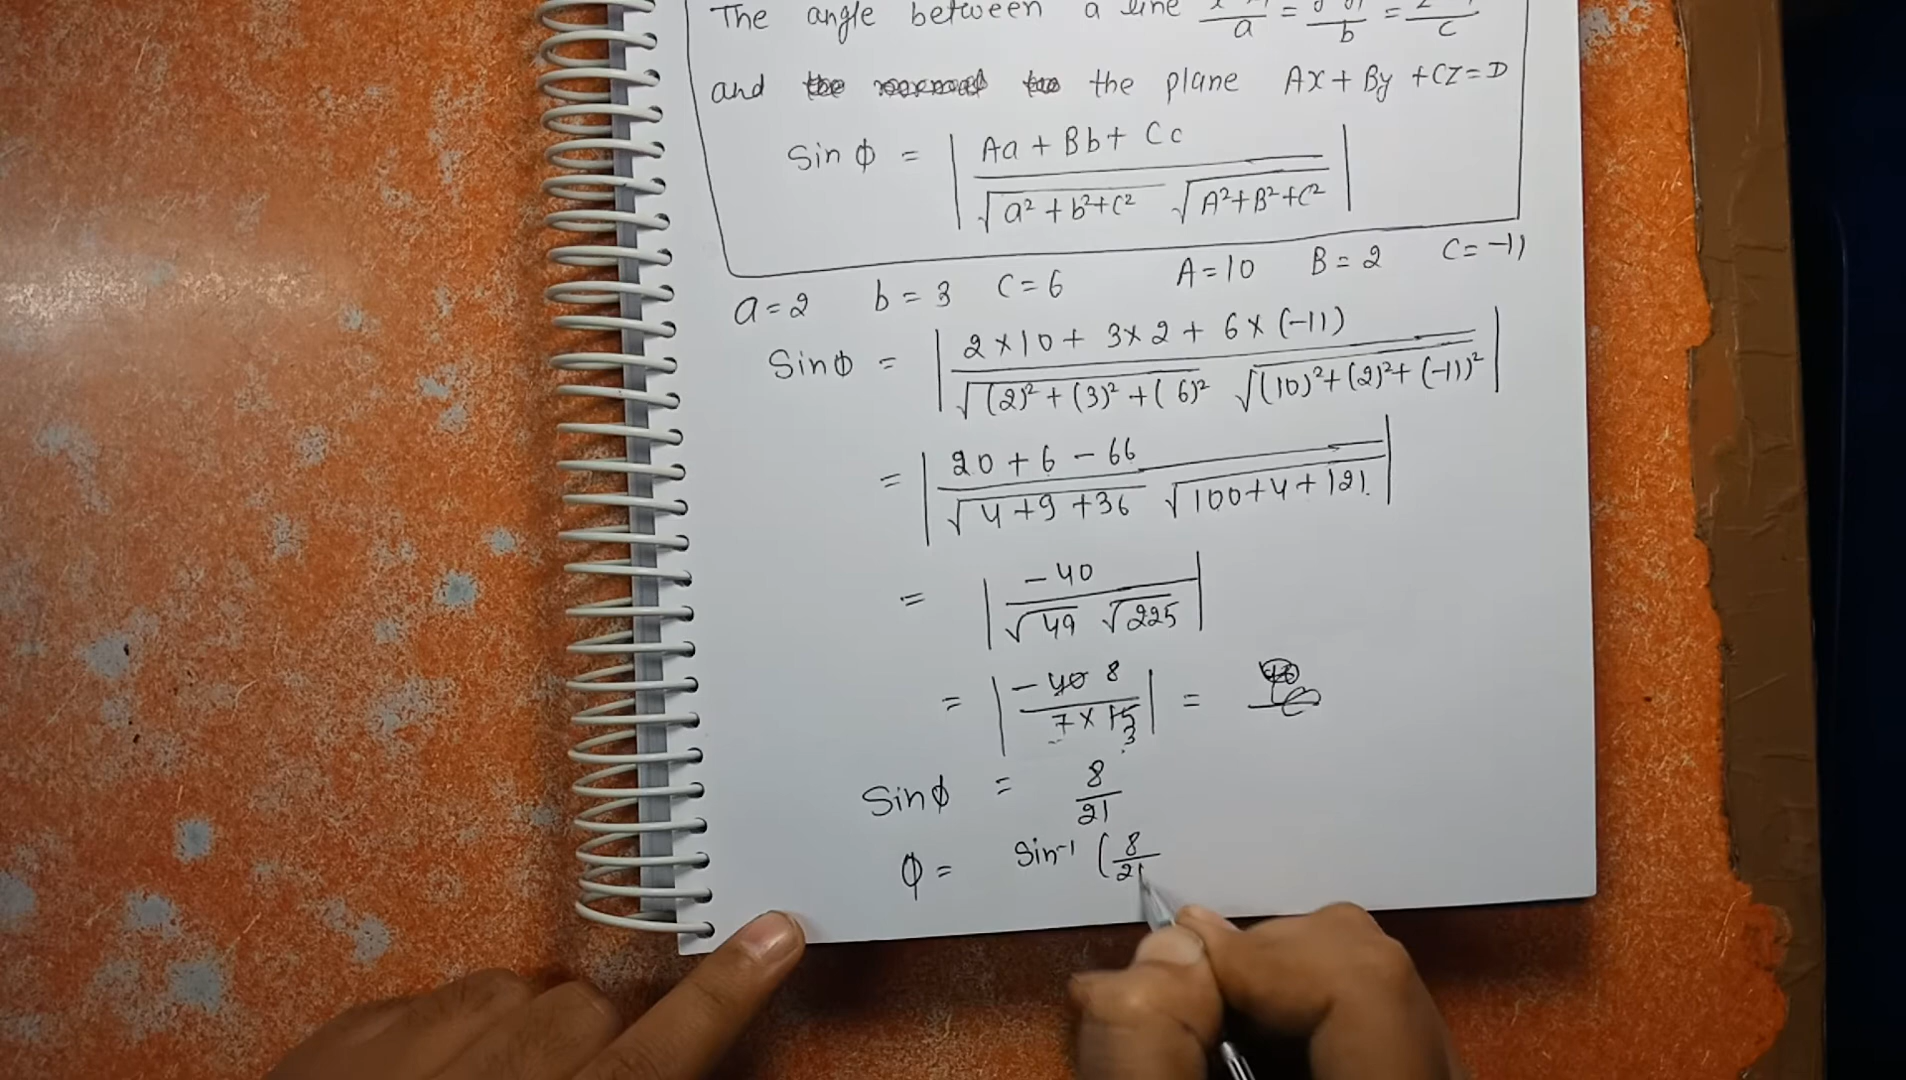 The angle between a line x / a = y / b = z / c
and the normal to the plane Ax + By + Cz = D
Sin ϕ = | Aa + Bb + Cc / √a² + b² + c² √A² + B² + C² |
a = 2 b = 3 c = 6 A = 10 B = 2 C = -11
Sin ϕ = | 2 × 10 + 3 × 2 + 6 × (-11) / √(2)² + (3)² + (6)² √(10)² + (2)² + (-11)² |
= | 20 + 6 - 66 / √4 + 9 + 36 √100 + 4 + 121 |
= | -40 / √49 √225 |
= | -40 8 / 7 × 15 3 | =
Sin ϕ = 8 / 21
ϕ = Sin⁻¹ ( 8 / 21